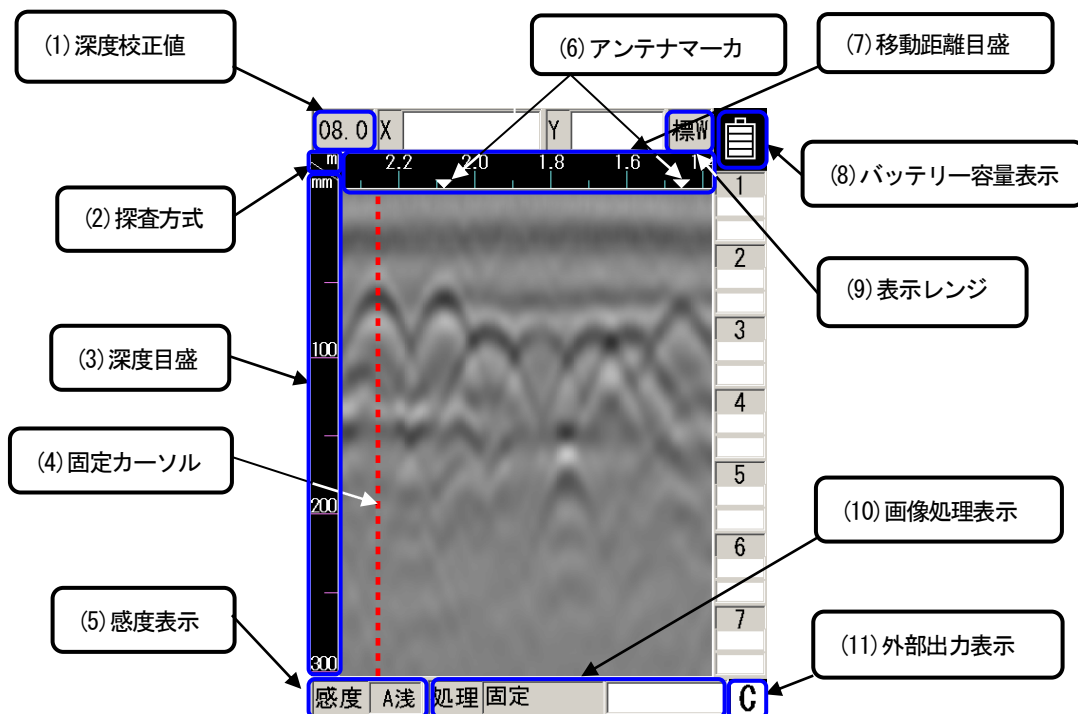 (1)深度校正値
(6)アンテナマーカ
(7)移動距離目盛
08.0 X Y 標W
m 2.2 2.0 1.8 1.6
mm
(8)バッテリー容量表示
(2)探査方式
(9)表示レンジ
(3)深度目盛
100
(4)固定カーソル
200
(10)画像処理表示
(5)感度表示
(11)外部出力表示
300
1
2
3
4
5
6
7
感度 A浅 処理 固定 C